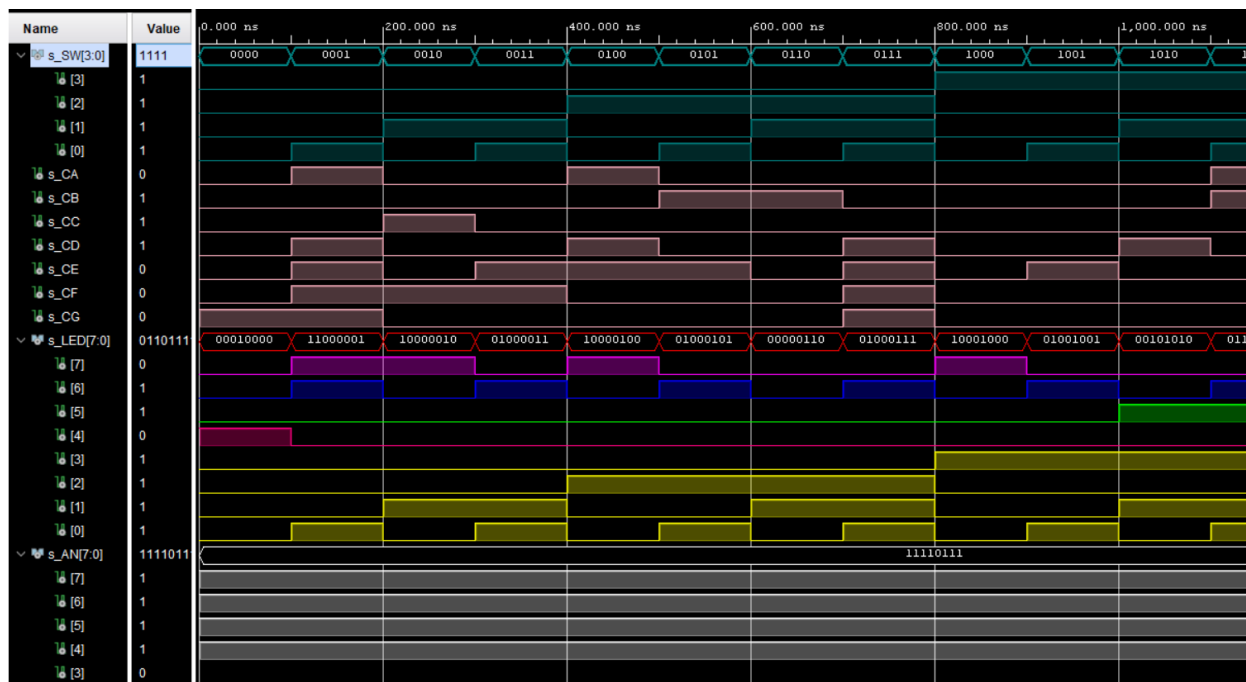 Name Value 0.000 ns 200.000 ns 400.000 ns 600.000 ns 800.000 ns 1,000.000 ns
s_SW[3:0] 1111 0000 0001 0010 0011 0100 0101 0110 0111 1000 1001 1010 1
[3] 1
[2] 1
[1] 1
[0] 1
s_CA 0
s_CB 1
s_CC 1
s_CD 1
s_CE 0
s_CF 0
s_CG 0
s_LED[7:0] 01101111 00010000 11000001 10000010 01000011 10000100 01000101 00000110 01000111 10001000 01001001 00101010 011
[7] 0
[6] 1
[5] 1
[4] 0
[3] 1
[2] 1
[1] 1
[0] 1
s_AN[7:0] 11110111 11110111
[7] 1
[6] 1
[5] 1
[4] 1
[3] 0